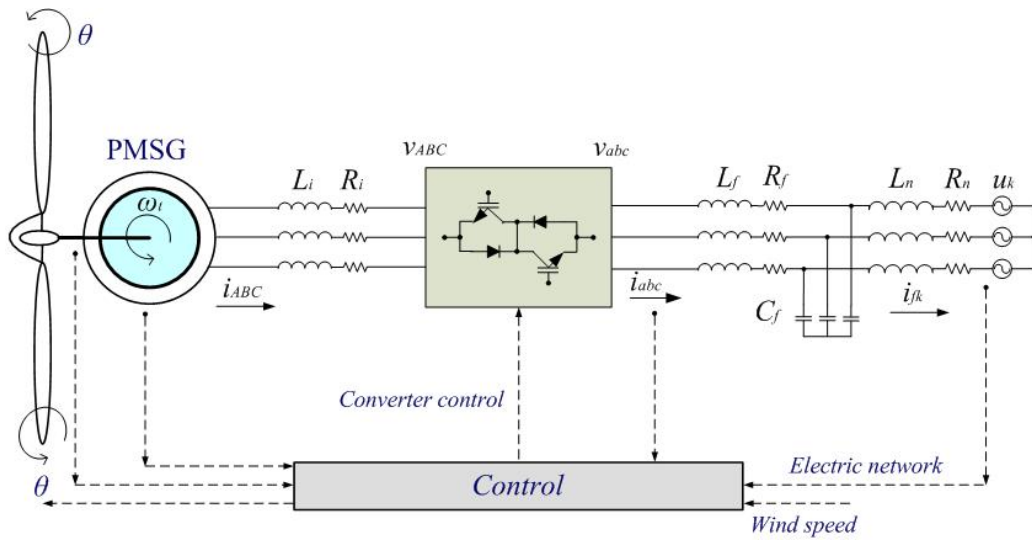 θ
PMSG
ωt
Li Ri
iABC
vABC vabc
iabc
Lf Rf
Ln Rn uk
Cf
ifk
Converter control
Control
Electric network
Wind speed
θ